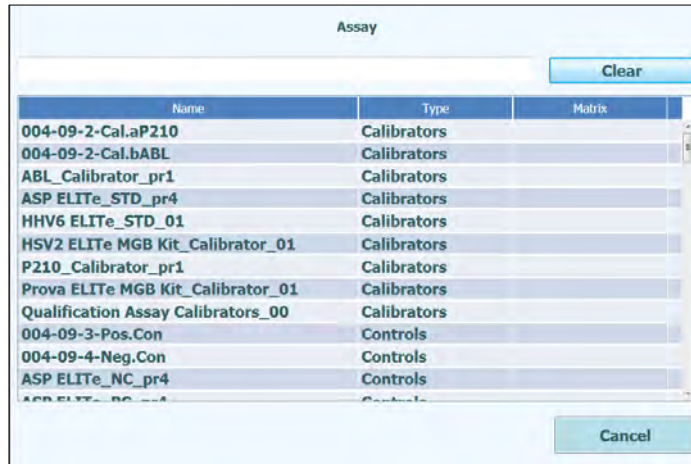 Assay
Clear
Name Type Matrix
004-09-2-Cal.aP210 Calibrators
004-09-2-Cal.bABL Calibrators
ABL_Calibrator_pr1 Calibrators
ASP ELITe_STD_pr4 Calibrators
HHV6 ELITe_STD_01 Calibrators
HSV2 ELITe MGB Kit_Calibrator_01 Calibrators
P210_Calibrator_pr1 Calibrators
Prova ELITe MGB Kit_Calibrator_01 Calibrators
Qualification Assay Calibrators_00 Calibrators
004-09-3-Pos.Con Controls
004-09-4-Neg.Con Controls
ASP ELITe_NC_pr4 Controls
Cancel